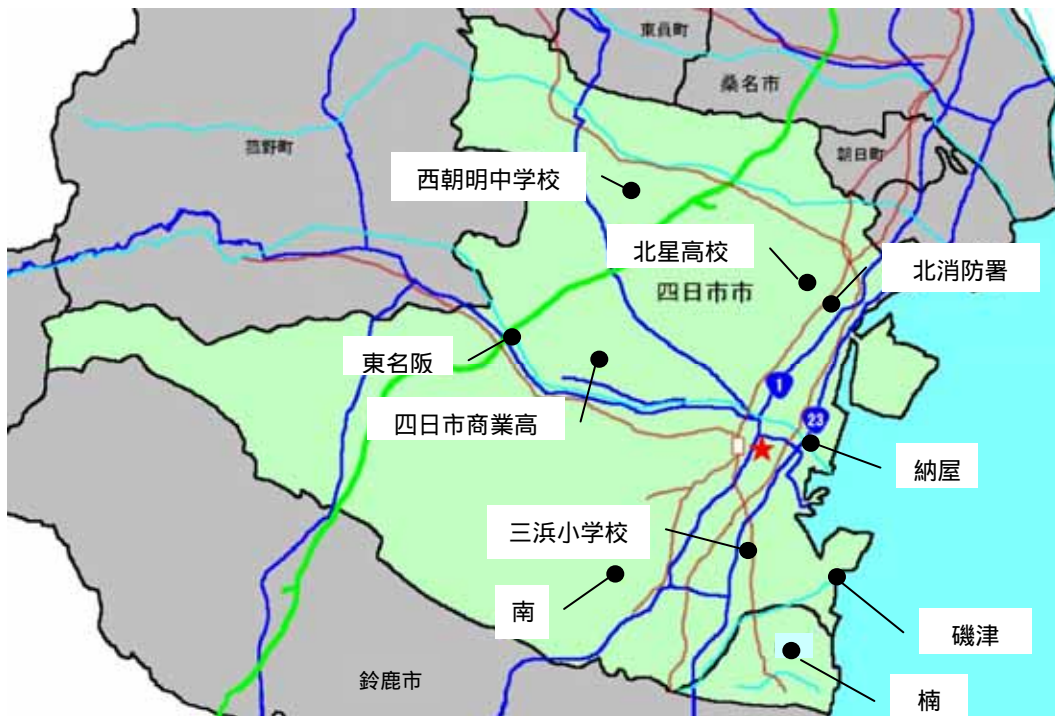 東員町
桑名市
菰野町
朝日町
西朝明中学校
北星高校
北消防署
四日市市
東名阪
1
四日市商業高
23
納屋
三浜小学校
南
磯津
鈴鹿市
楠